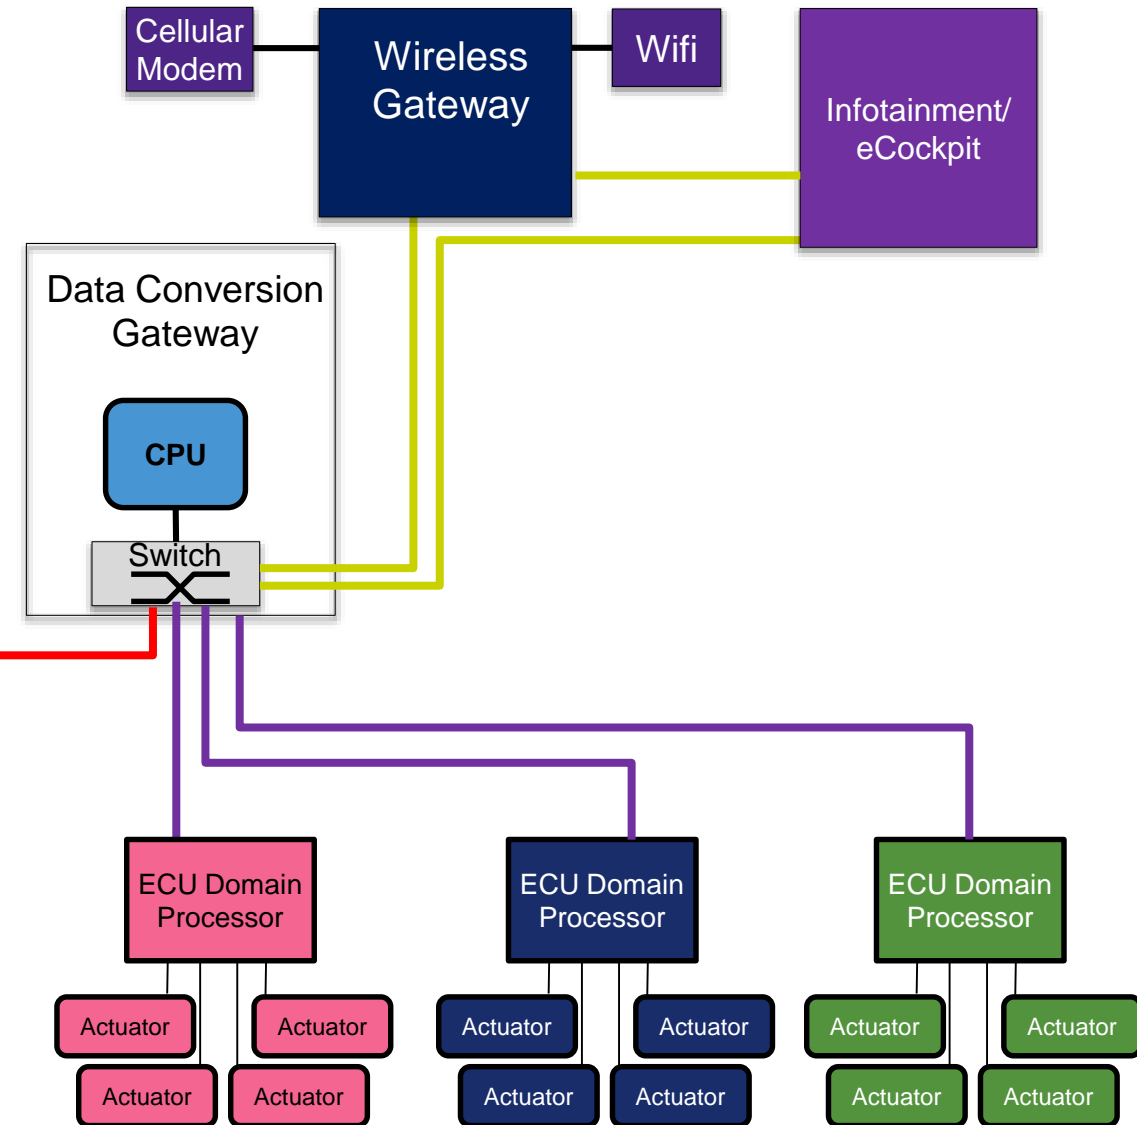 Cellular
Modem
Wireless
Gateway
Wifi
Infotainment/
eCockpit
Data Conversion
Gateway
CPU
Switch
ECU Domain
Processor
ECU Domain
Processor
ECU Domain
Processor
Actuator
Actuator
Actuator
Actuator
Actuator
Actuator
Actuator
Actuator
Actuator
Actuator
Actuator
Actuator